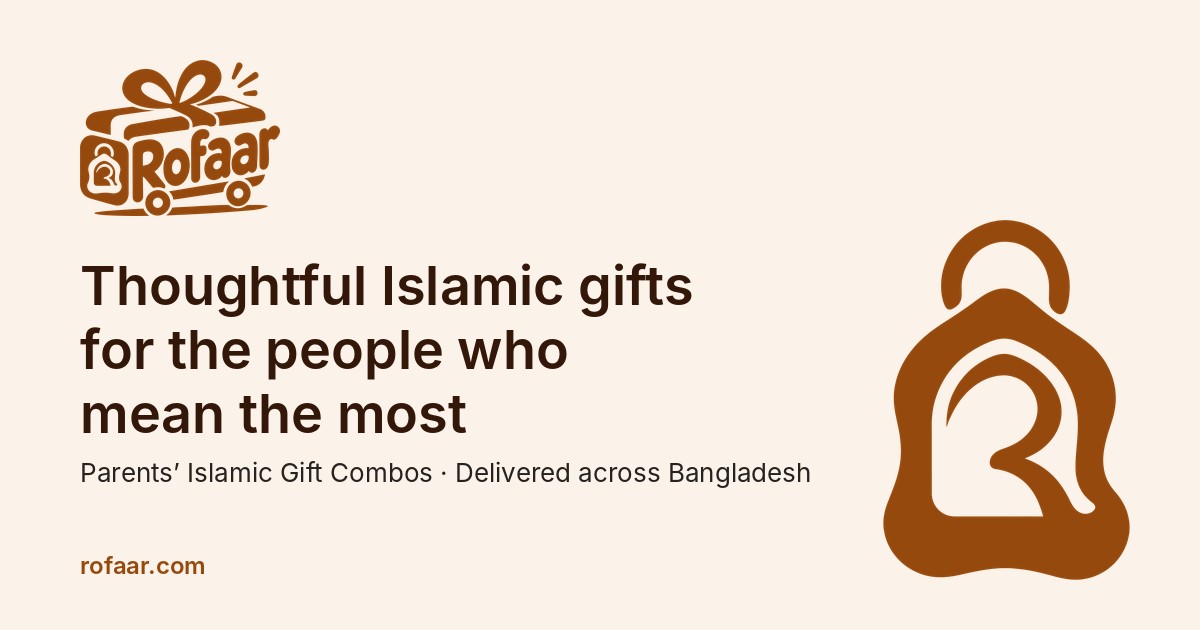 Rofaar
Thoughtful Islamic gifts
for the people who
mean the most
Parents’ Islamic Gift Combos · Delivered across Bangladesh
rofaar.com